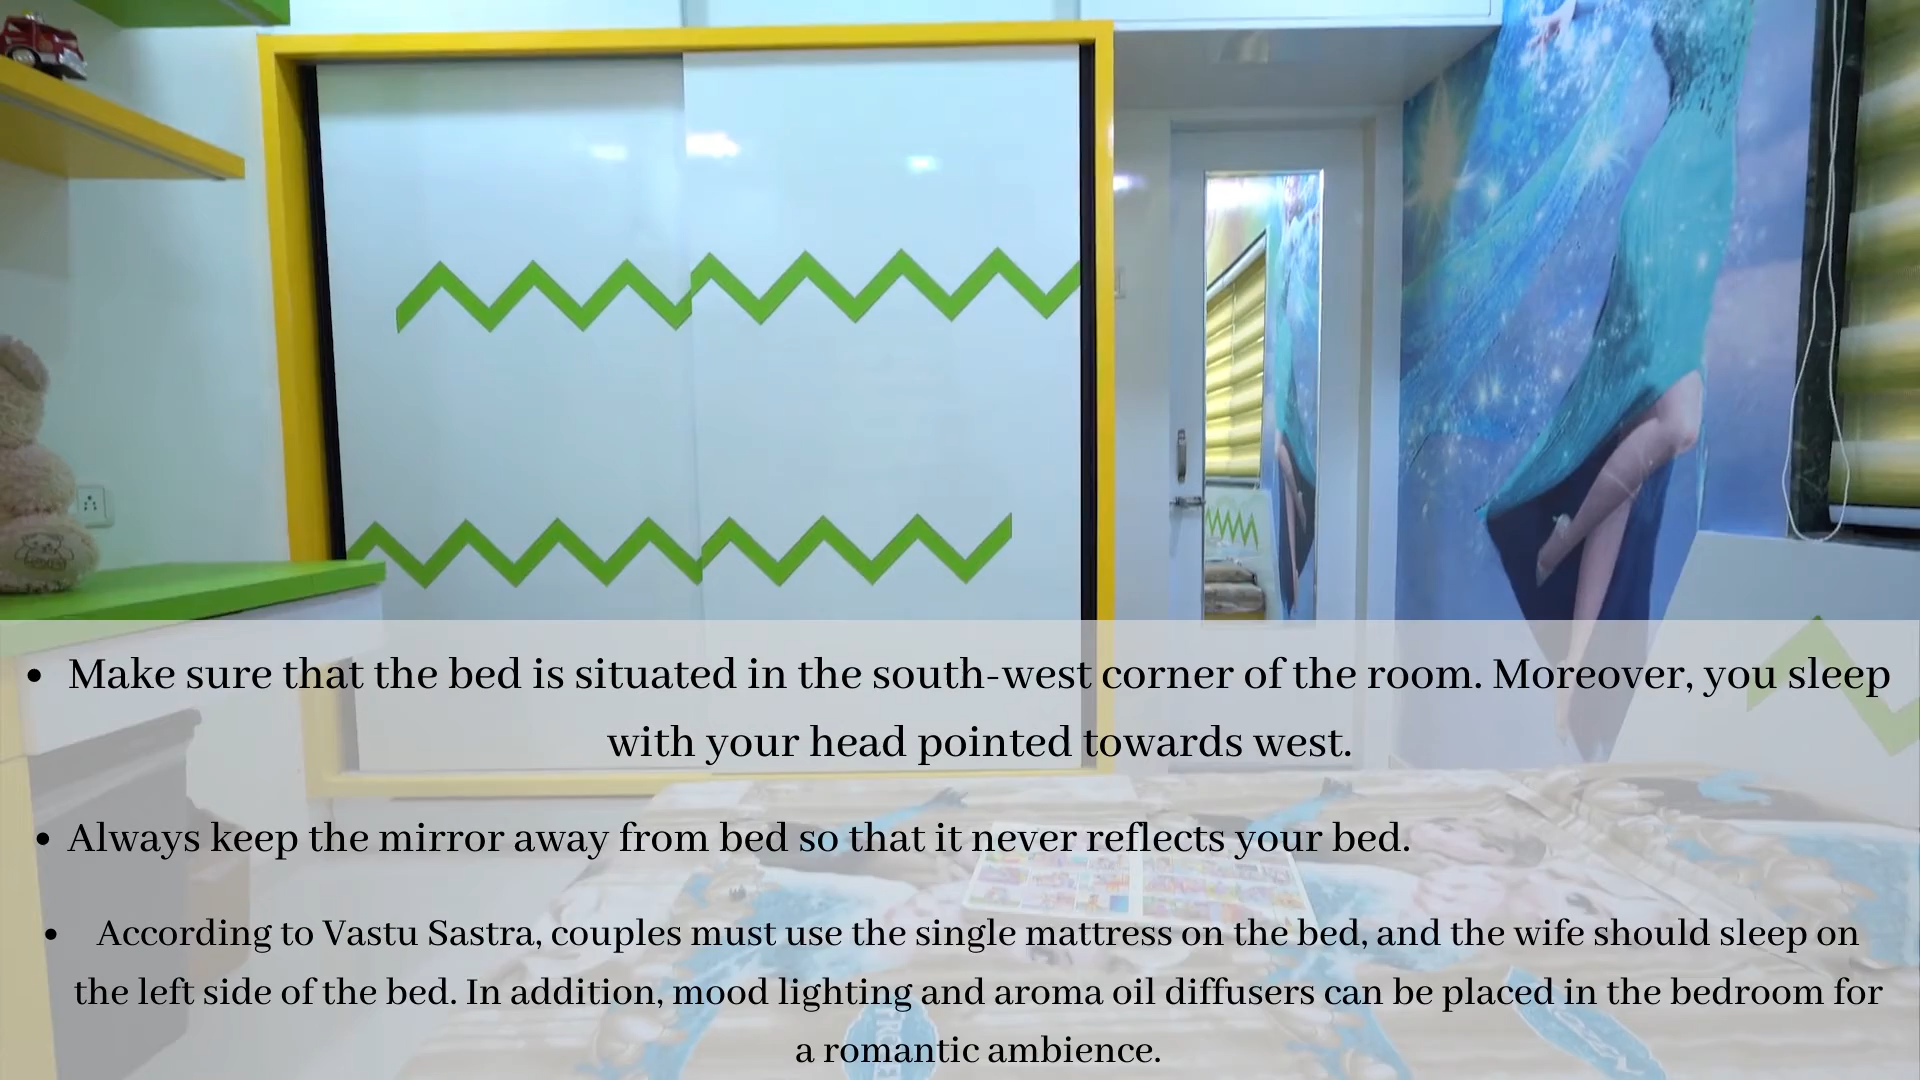 • Make sure that the bed is situated in the south-west corner of the room. Moreover, you sleep
with your head pointed towards west.
• Always keep the mirror away from bed so that it never reflects your bed.
• According to Vastu Sastra, couples must use the single mattress on the bed, and the wife should sleep on
the left side of the bed. In addition, mood lighting and aroma oil diffusers can be placed in the bedroom for
a romantic ambience.